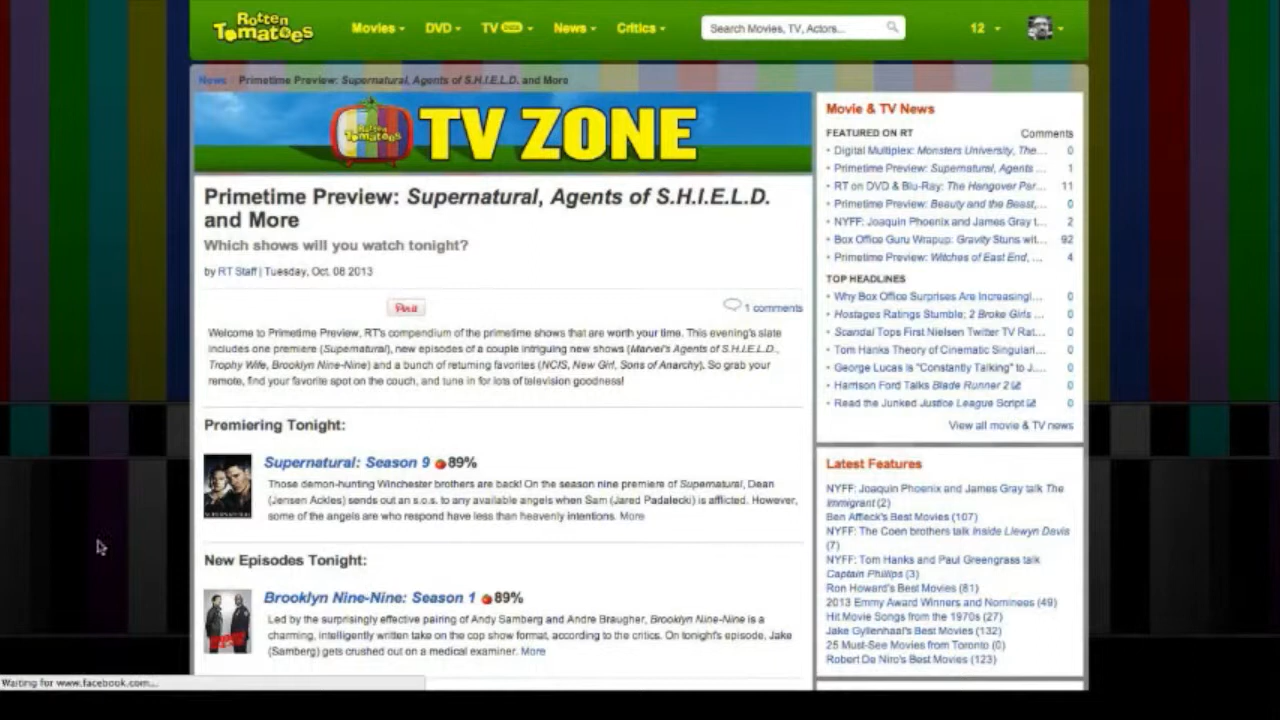 Rotten
Tomatoes
Movies DVD TV News Critics Search Movies, TV, Actors... 12
News Primetime Preview: Supernatural, Agents of S.H.I.E.L.D. and More
Rotten
Tomatoes
TV ZONE
Primetime Preview: Supernatural, Agents of S.H.I.E.L.D.
and More
Which shows will you watch tonight?
by RT Staff | Tuesday, Oct. 08 2013
Pin it
1 comments
Welcome to Primetime Preview, RT's compendium of the primetime shows that are worth your time. This evening's slate
includes one premiere (Supernatural), new episodes of a couple intriguing new shows (Marvel's Agents of S.H.I.E.L.D.,
Trophy Wife, Brooklyn Nine-Nine) and a bunch of returning favorites (NCIS, New Girl, Sons of Anarchy). So grab your
remote, find your favorite spot on the couch, and tune in for lots of television goodness!
Premiering Tonight:
Supernatural: Season 9 89%
Those demon-hunting Winchester brothers are back! On the season nine premiere of Supernatural, Dean
(Jensen Ackles) sends out an s.o.s. to any available angels when Sam (Jared Padalecki) is afflicted. However,
some of the angels are who respond have less than heavenly intentions. More
New Episodes Tonight:
Brooklyn Nine-Nine: Season 1 89%
Led by the surprisingly effective pairing of Andy Samberg and Andre Braugher, Brooklyn Nine-Nine is a
charming, intelligently written take on the cop show format, according to the critics. On tonight's episode, Jake
(Samberg) gets crushed out on a medical examiner. More
Movie & TV News
FEATURED ON RT Comments
Digital Multiplex: Monsters University, The... 0
Primetime Preview: Supernatural, Agents ... 1
RT on DVD & Blu-Ray: The Hangover Par... 11
Primetime Preview: Beauty and the Beast,... 0
NYFF: Joaquin Phoenix and James Gray t... 2
Box Office Guru Wrapup: Gravity Stuns wit... 92
Primetime Preview: Witches of East End, ... 4
TOP HEADLINES
Why Box Office Surprises Are Increasingl... 0
Hostages Ratings Stumble; 2 Broke Girls ... 0
Scandal Tops First Nielsen Twitter TV Rat... 0
Tom Hanks Theory of Cinematic Singulari... 0
George Lucas is "Constantly Talking" to J.... 0
Harrison Ford Talks Blade Runner 2 0
Read the Junked Justice League Script 0
View all movie & TV news
Latest Features
NYFF: Joaquin Phoenix and James Gray talk The
Immigrant (2)
Ben Affleck's Best Movies (107)
NYFF: The Coen brothers talk Inside Llewyn Davis
(7)
NYFF: Tom Hanks and Paul Greengrass talk
Captain Phillips (3)
Ron Howard's Best Movies (81)
2013 Emmy Award Winners and Nominees (49)
Hit Movie Songs from the 1970s (27)
Jake Gyllenhaal's Best Movies (132)
25 Must-See Movies from Toronto (0)
Robert De Niro's Best Movies (123)
Waiting for www.facebook.com...